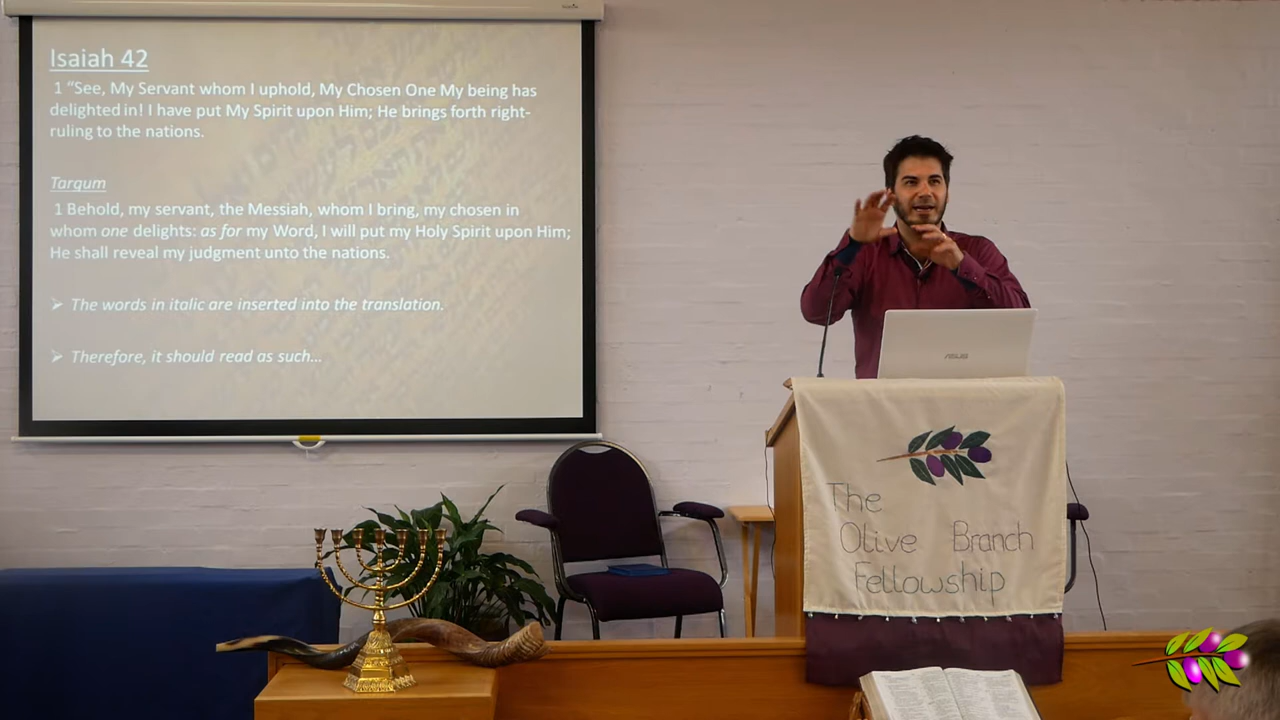 Isaiah 42
1 “See, My Servant whom I uphold, My Chosen One My being has
delighted in! I have put My Spirit upon Him; He brings forth right-
ruling to the nations.
Targum
1 Behold, my servant, the Messiah, whom I bring, my chosen in
whom one delights: as for my Word, I will put my Holy Spirit upon Him;
He shall reveal my judgment unto the nations.
➢ The words in italic are inserted into the translation.
➢ Therefore, it should read as such...
ASUS
The
Olive Branch
Fellowship